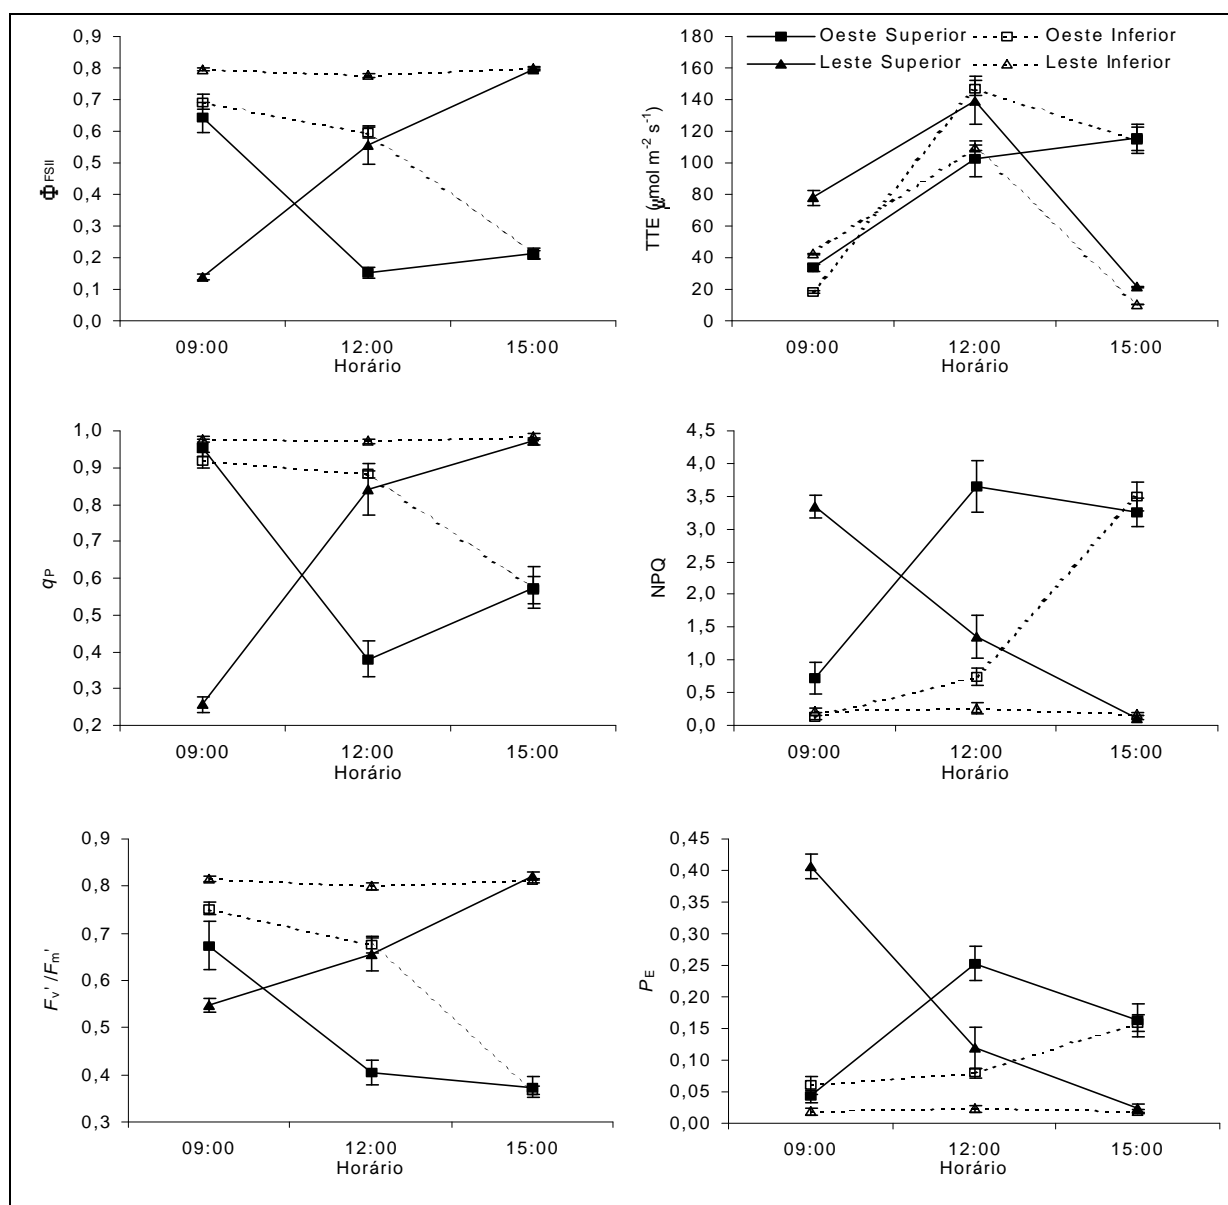 Oeste Superior Oeste Inferior
Leste Superior Leste Inferior
ΦFSII
0,9
0,8
0,7
0,6
0,5
0,4
0,3
0,2
0,1
0,0
09:00 12:00 15:00
Horário
TTE (μmol m-2 s-1)
180
160
140
120
100
80
60
40
20
0
09:00 12:00 15:00
Horário
qP
1,0
0,9
0,8
0,7
0,6
0,5
0,4
0,3
0,2
09:00 12:00 15:00
Horário
NPQ
4,5
4,0
3,5
3,0
2,5
2,0
1,5
1,0
0,5
0,0
09:00 12:00 15:00
Horário
Fv' /Fm'
0,9
0,8
0,7
0,6
0,5
0,4
0,3
09:00 12:00 15:00
Horário
PE
0,45
0,40
0,35
0,30
0,25
0,20
0,15
0,10
0,05
0,00
09:00 12:00 15:00
Horário